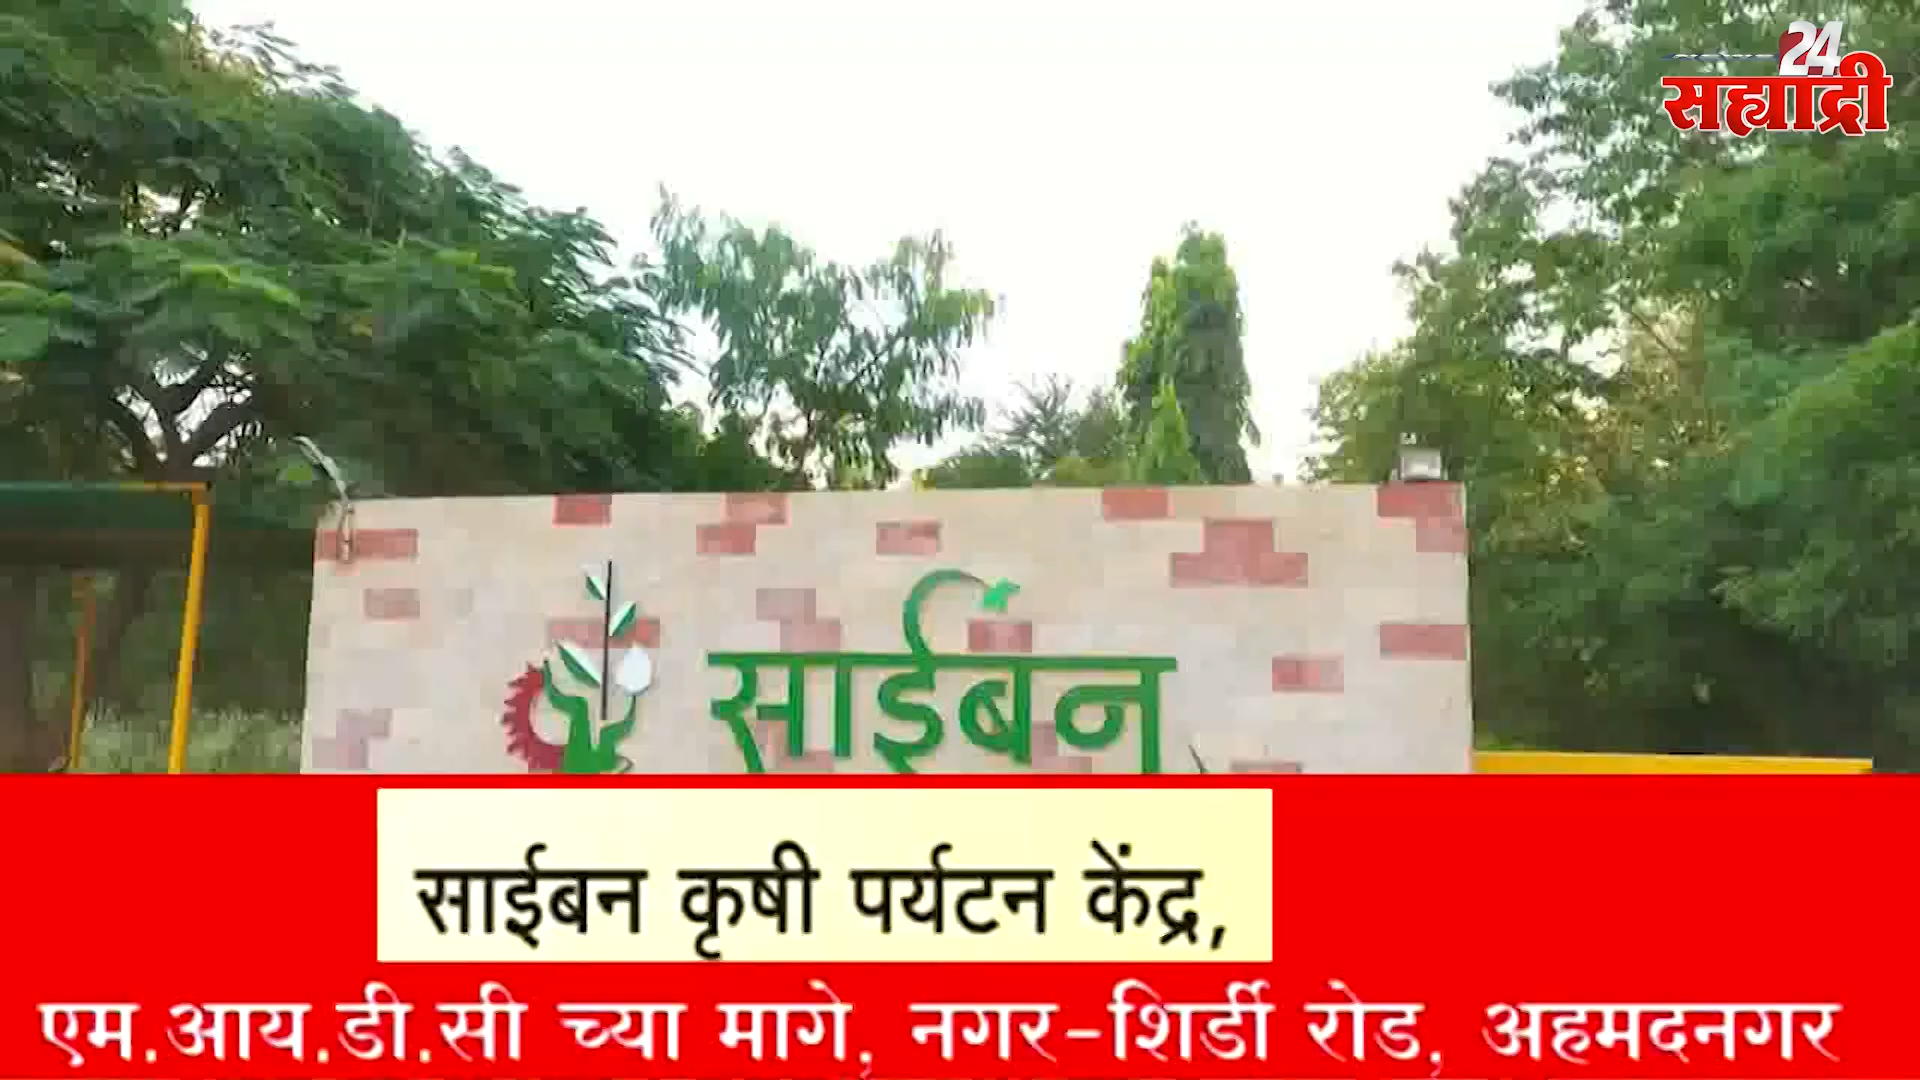 24
सह्याद्री
साईबन
साईबन कृषी पर्यटन केंद्र,
एम.आय.डी.सी च्या मागे, नगर-शिर्डी रोड, अहमदनगर